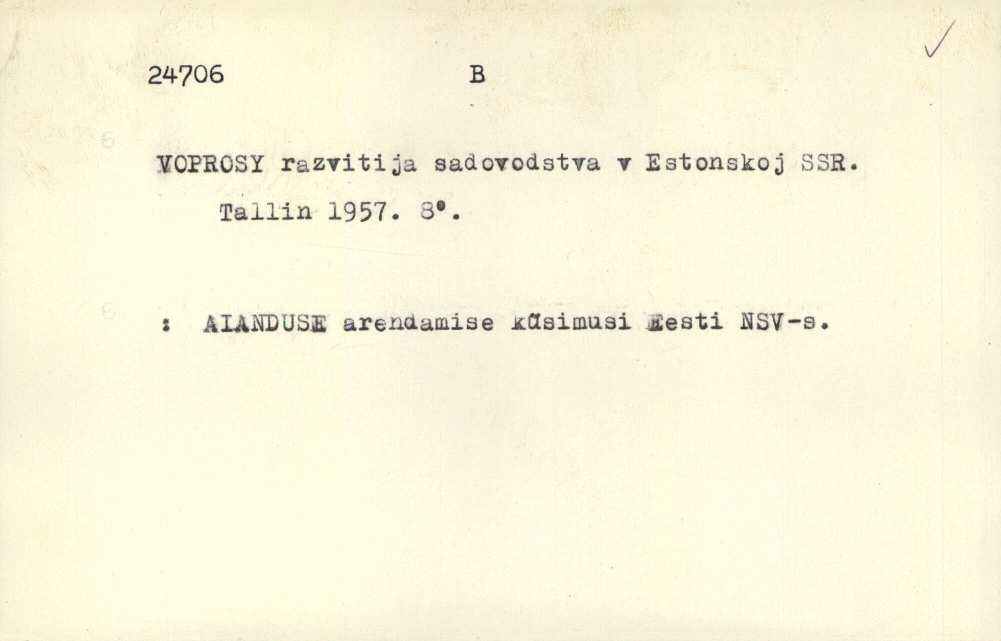 24706 B
VOPROSY razvitija sadovodstva v Estonskoj SSR.
Tallin 1957. 8°.
: AIANDUSE arendamise küsimusi Eesti NSV-s.